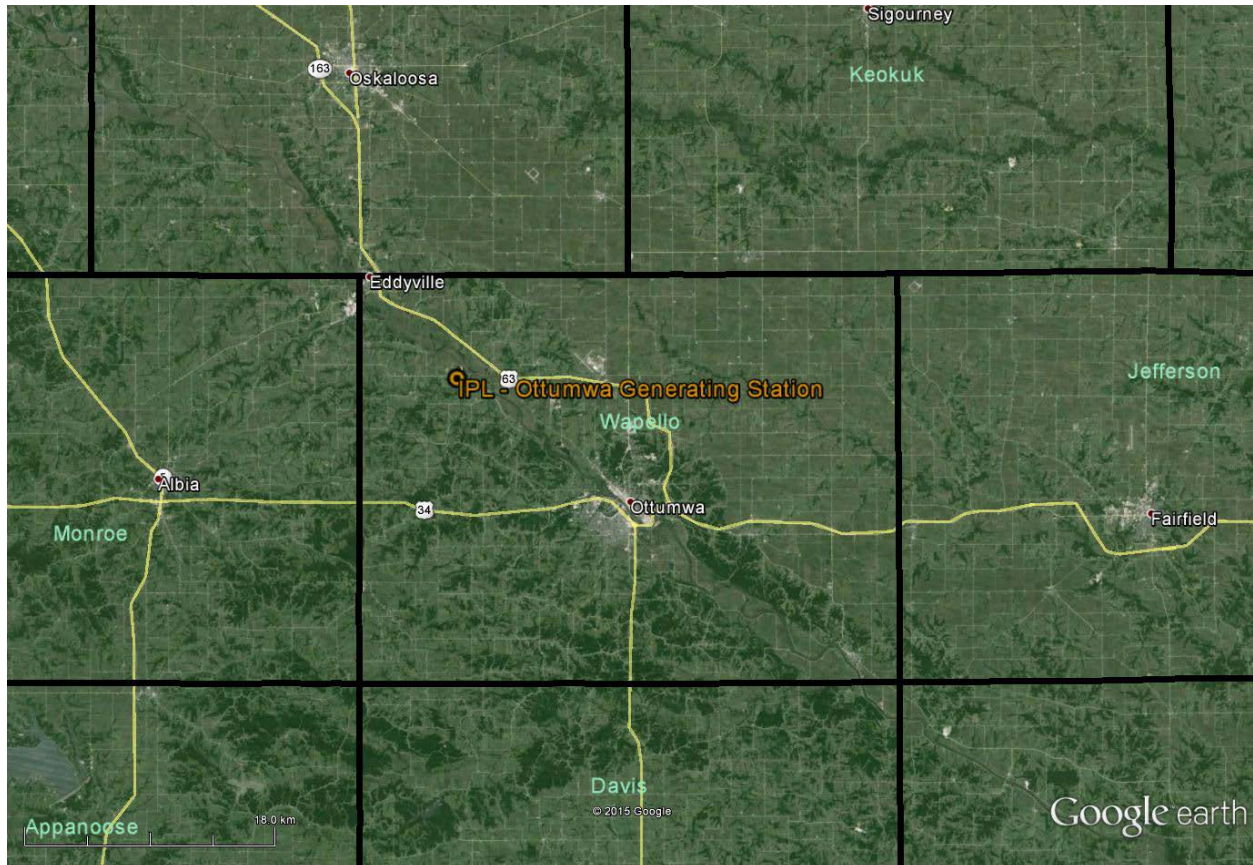 Sigourney
163
Oskaloosa
Keokuk
Eddyville
63
IPL - Ottumwa Generating Station
Jefferson
Wapello
5
Albia
34
Ottumwa
Fairfield
Monroe
Davis
© 2015 Google
Google earth
18.0 km
Appanoose